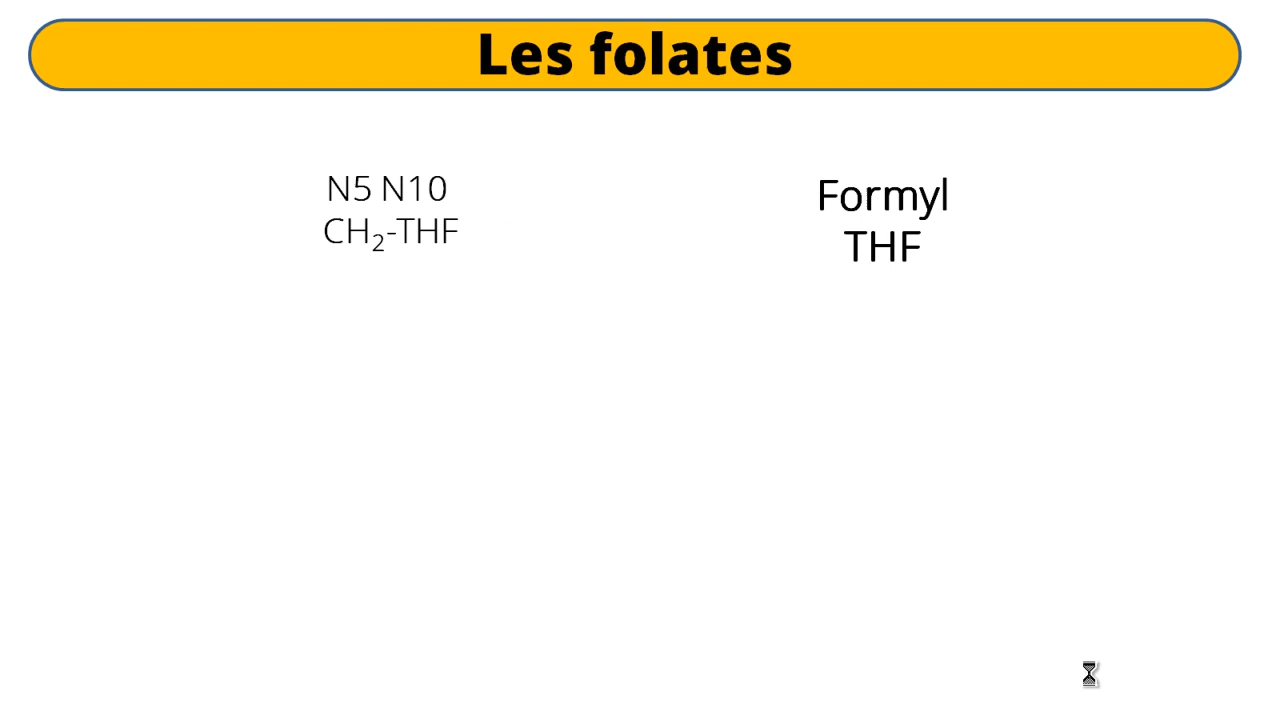 Les folates
N5 N10
CH₂-THF
Formyl
THF